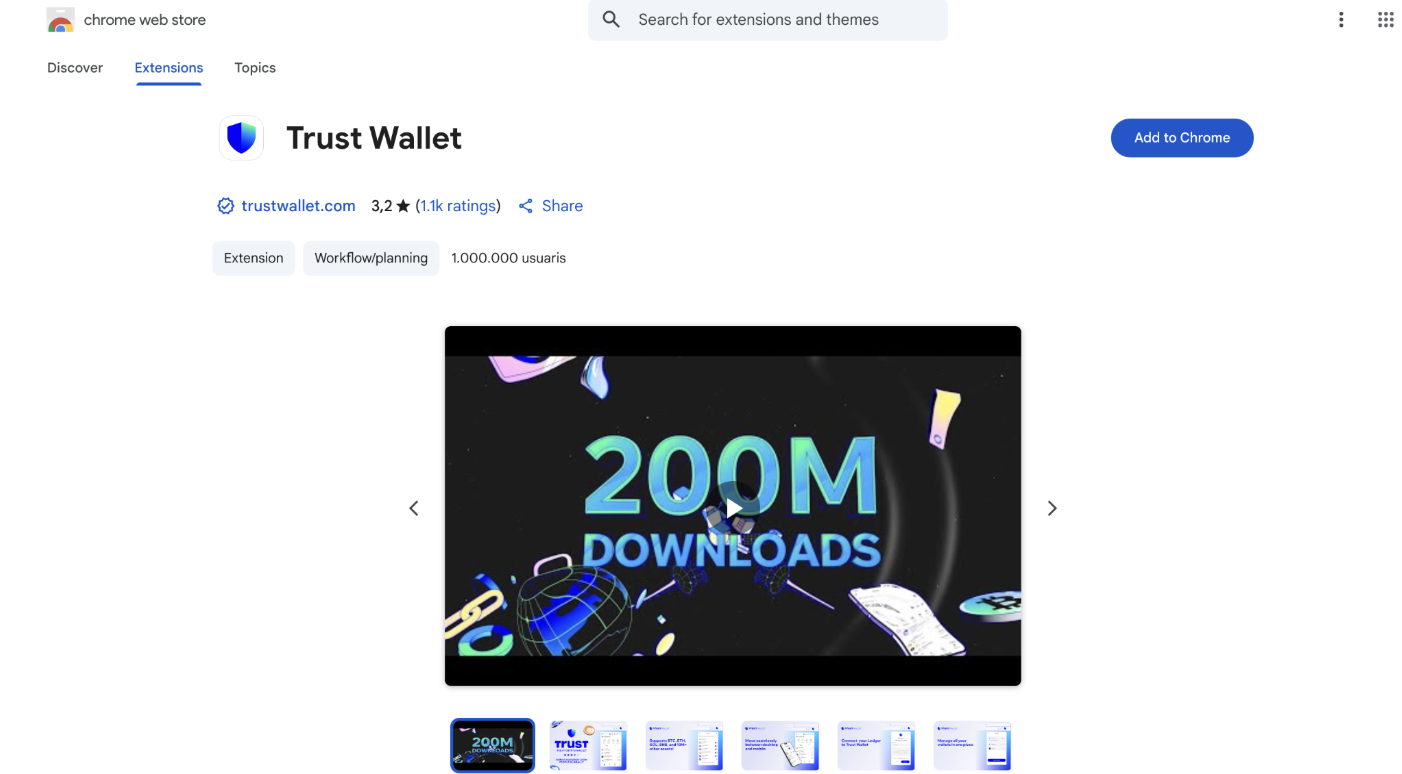 chrome web store
Search for extensions and themes
Discover
Extensions
Topics
Trust Wallet
Add to Chrome
trustwallet.com
3,2 ★ (1.1k ratings)
Share
Extension
Workflow/planning
1.000.000 usuaris
200M
DOWNLOADS
200M
DOWNLOADS
TRUST